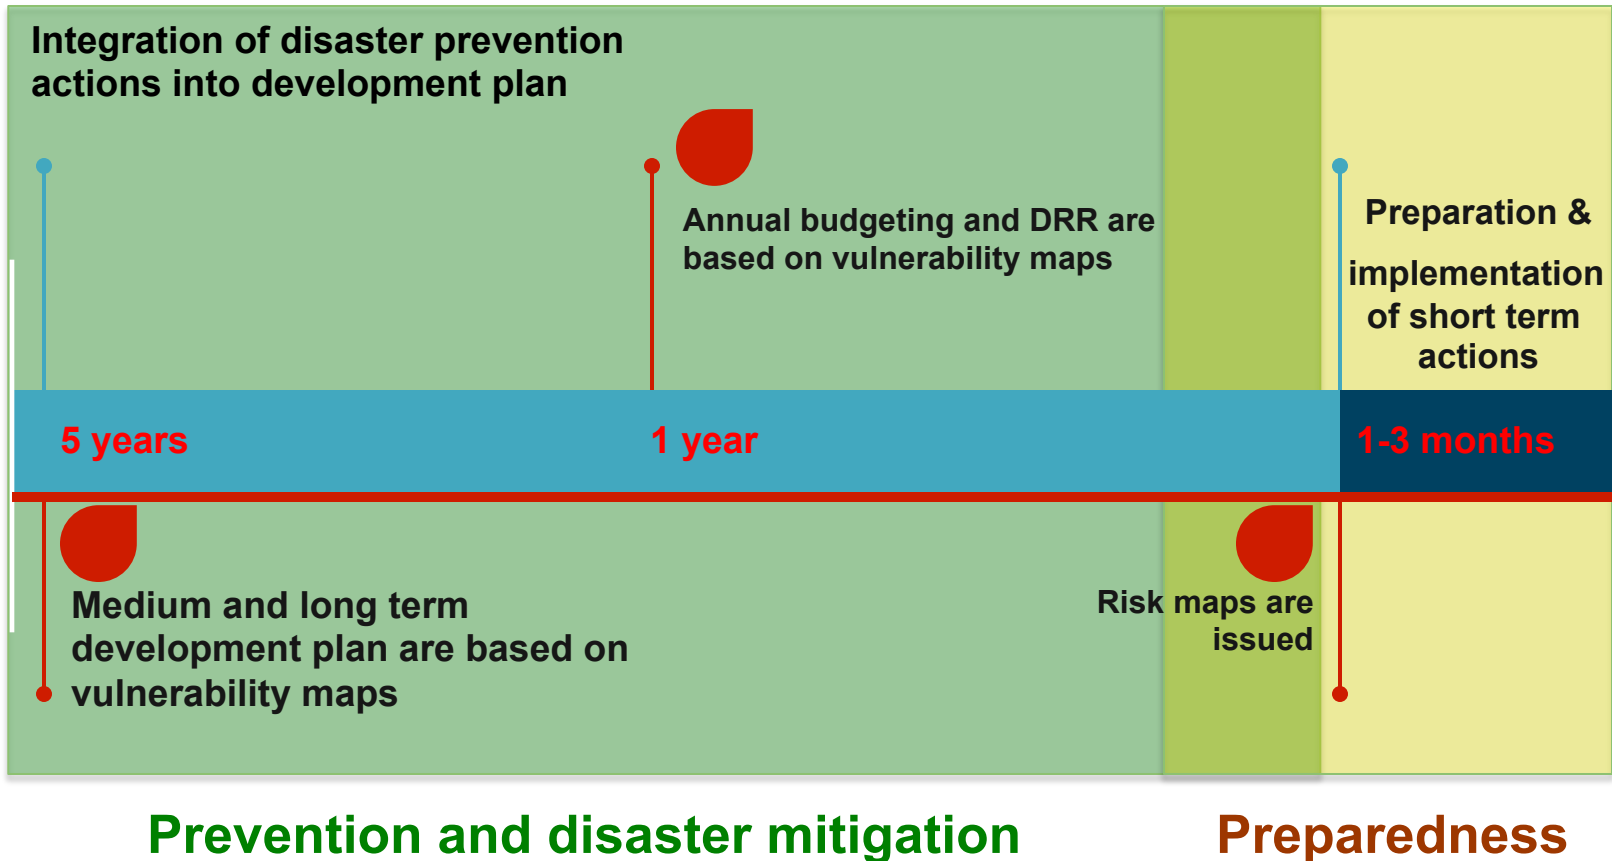 Integration of disaster prevention
actions into development plan
Annual budgeting and DRR are
based on vulnerability maps
Preparation &
implementation
of short term
actions
5 years
1 year
1-3 months
Medium and long term
development plan are based on
vulnerability maps
Risk maps are
issued
Prevention and disaster mitigation
Preparedness